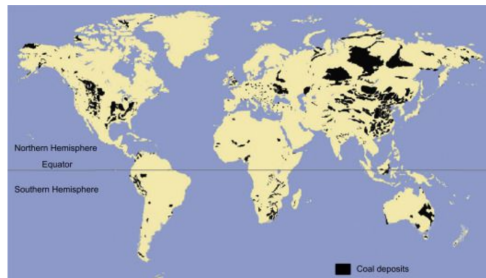 Northern Hemisphere
Equator
Southern Hemisphere
Coal deposits